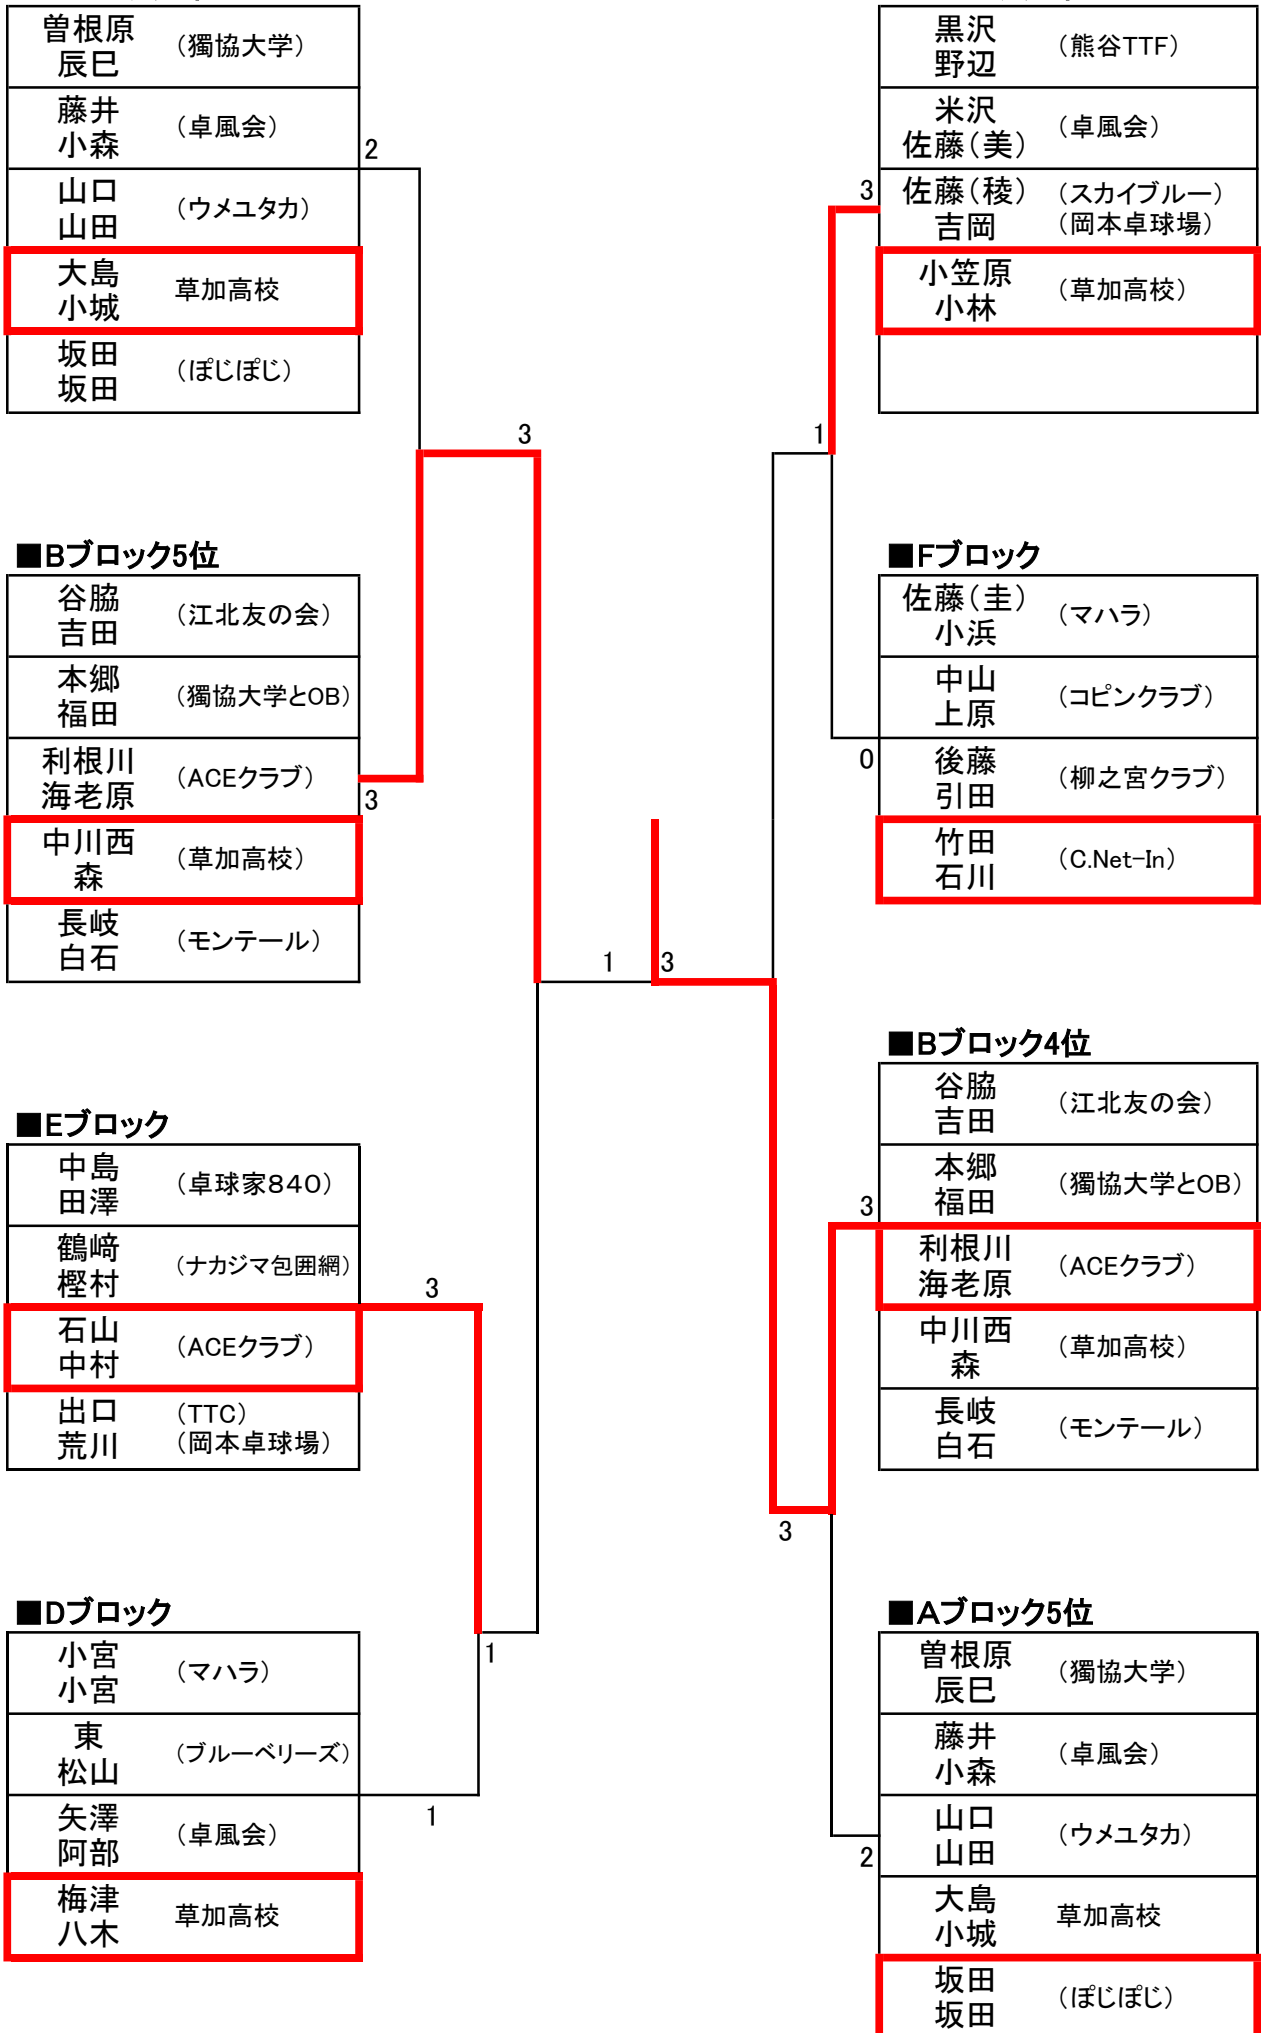 曽根原
辰巳
（獨協大学）
藤井
小森
（卓風会）
2
山口
山田
（ウメユタカ）
大島
小城
草加高校
坂田
坂田
（ぽじぽじ）
3
■Bブロック5位
谷脇
吉田
（江北友の会）
本郷
福田
（獨協大学とOB）
利根川
海老原
（ACEクラブ）
3
中川西
森
（草加高校）
長岐
白石
（モンテール）
1
■Eブロック
中島
田澤
（卓球家８４０）
鶴﨑
樫村
（ナカジマ包囲網）
3
石山
中村
（ACEクラブ）
出口
荒川
（TTC）
（岡本卓球場）
■Dブロック
1
小宮
小宮
（マハラ）
東
松山
（ブルーベリーズ）
1
矢澤
阿部
（卓風会）
梅津
八木
草加高校
黒沢
野辺
（熊谷TTF）
米沢
佐藤（美）
（卓風会）
3
佐藤（稜）
吉岡
（スカイブルー）
（岡本卓球場）
小笠原
小林
（草加高校）
1
■Fブロック
佐藤（圭）
小浜
（マハラ）
中山
上原
（コピンクラブ）
0
後藤
引田
（柳之宮クラブ）
竹田
石川
（C.Net-In）
3
■Bブロック4位
谷脇
吉田
（江北友の会）
本郷
福田
（獨協大学とOB）
3
利根川
海老原
（ACEクラブ）
中川西
森
（草加高校）
長岐
白石
（モンテール）
3
■Aブロック5位
曽根原
辰巳
（獨協大学）
藤井
小森
（卓風会）
山口
山田
（ウメユタカ）
2
大島
小城
草加高校
坂田
坂田
（ぽじぽじ）